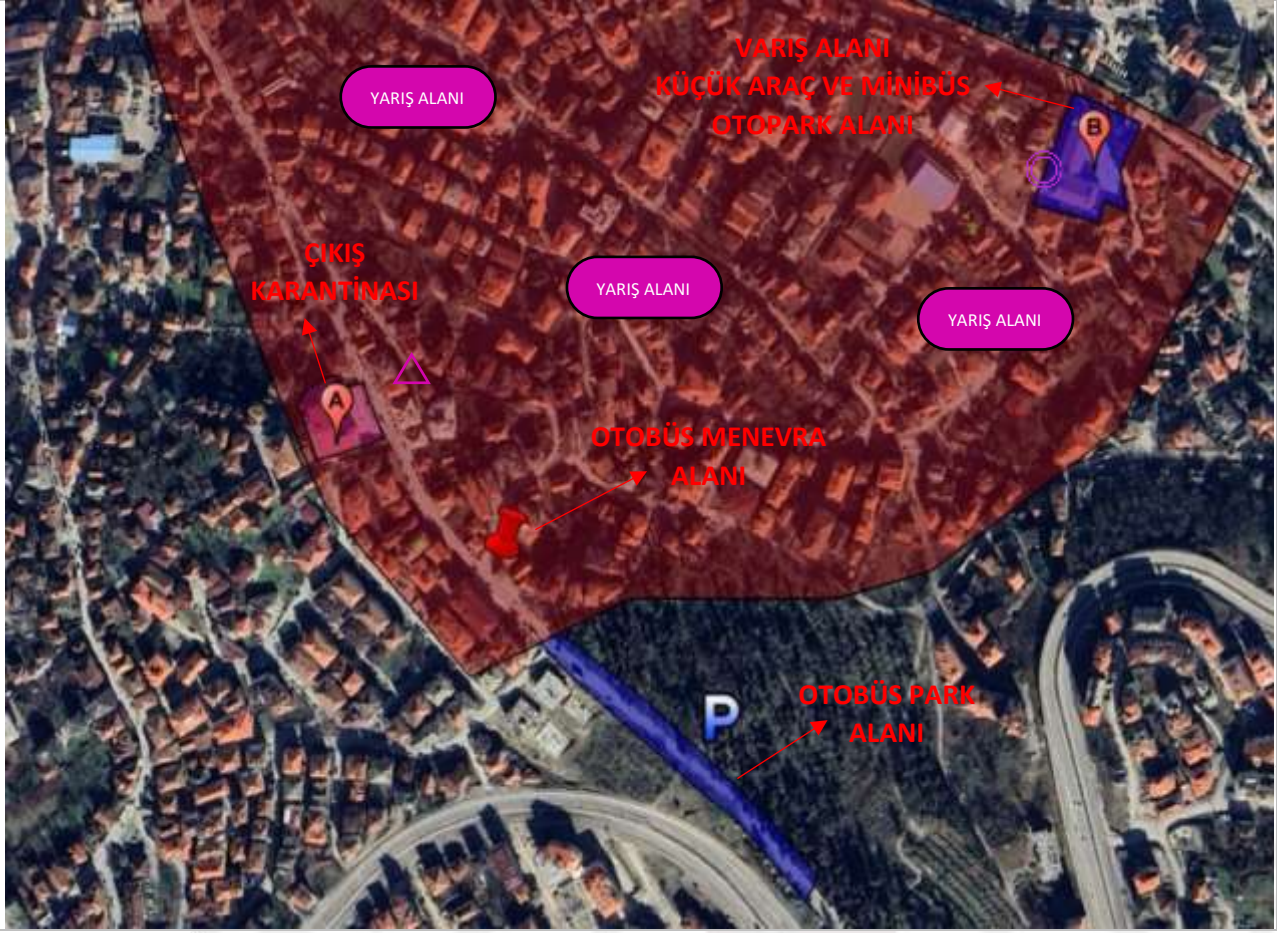 VARIŞ ALANI
KÜÇÜK ARAÇ VE MİNİBÜS
OTOPARK ALANI
YARIŞ ALANI
B
ÇIKIŞ
KARANTİNASI
YARIŞ ALANI
YARIŞ ALANI
A
OTOBÜS MENEVRA
ALANI
P
OTOBÜS PARK
ALANI